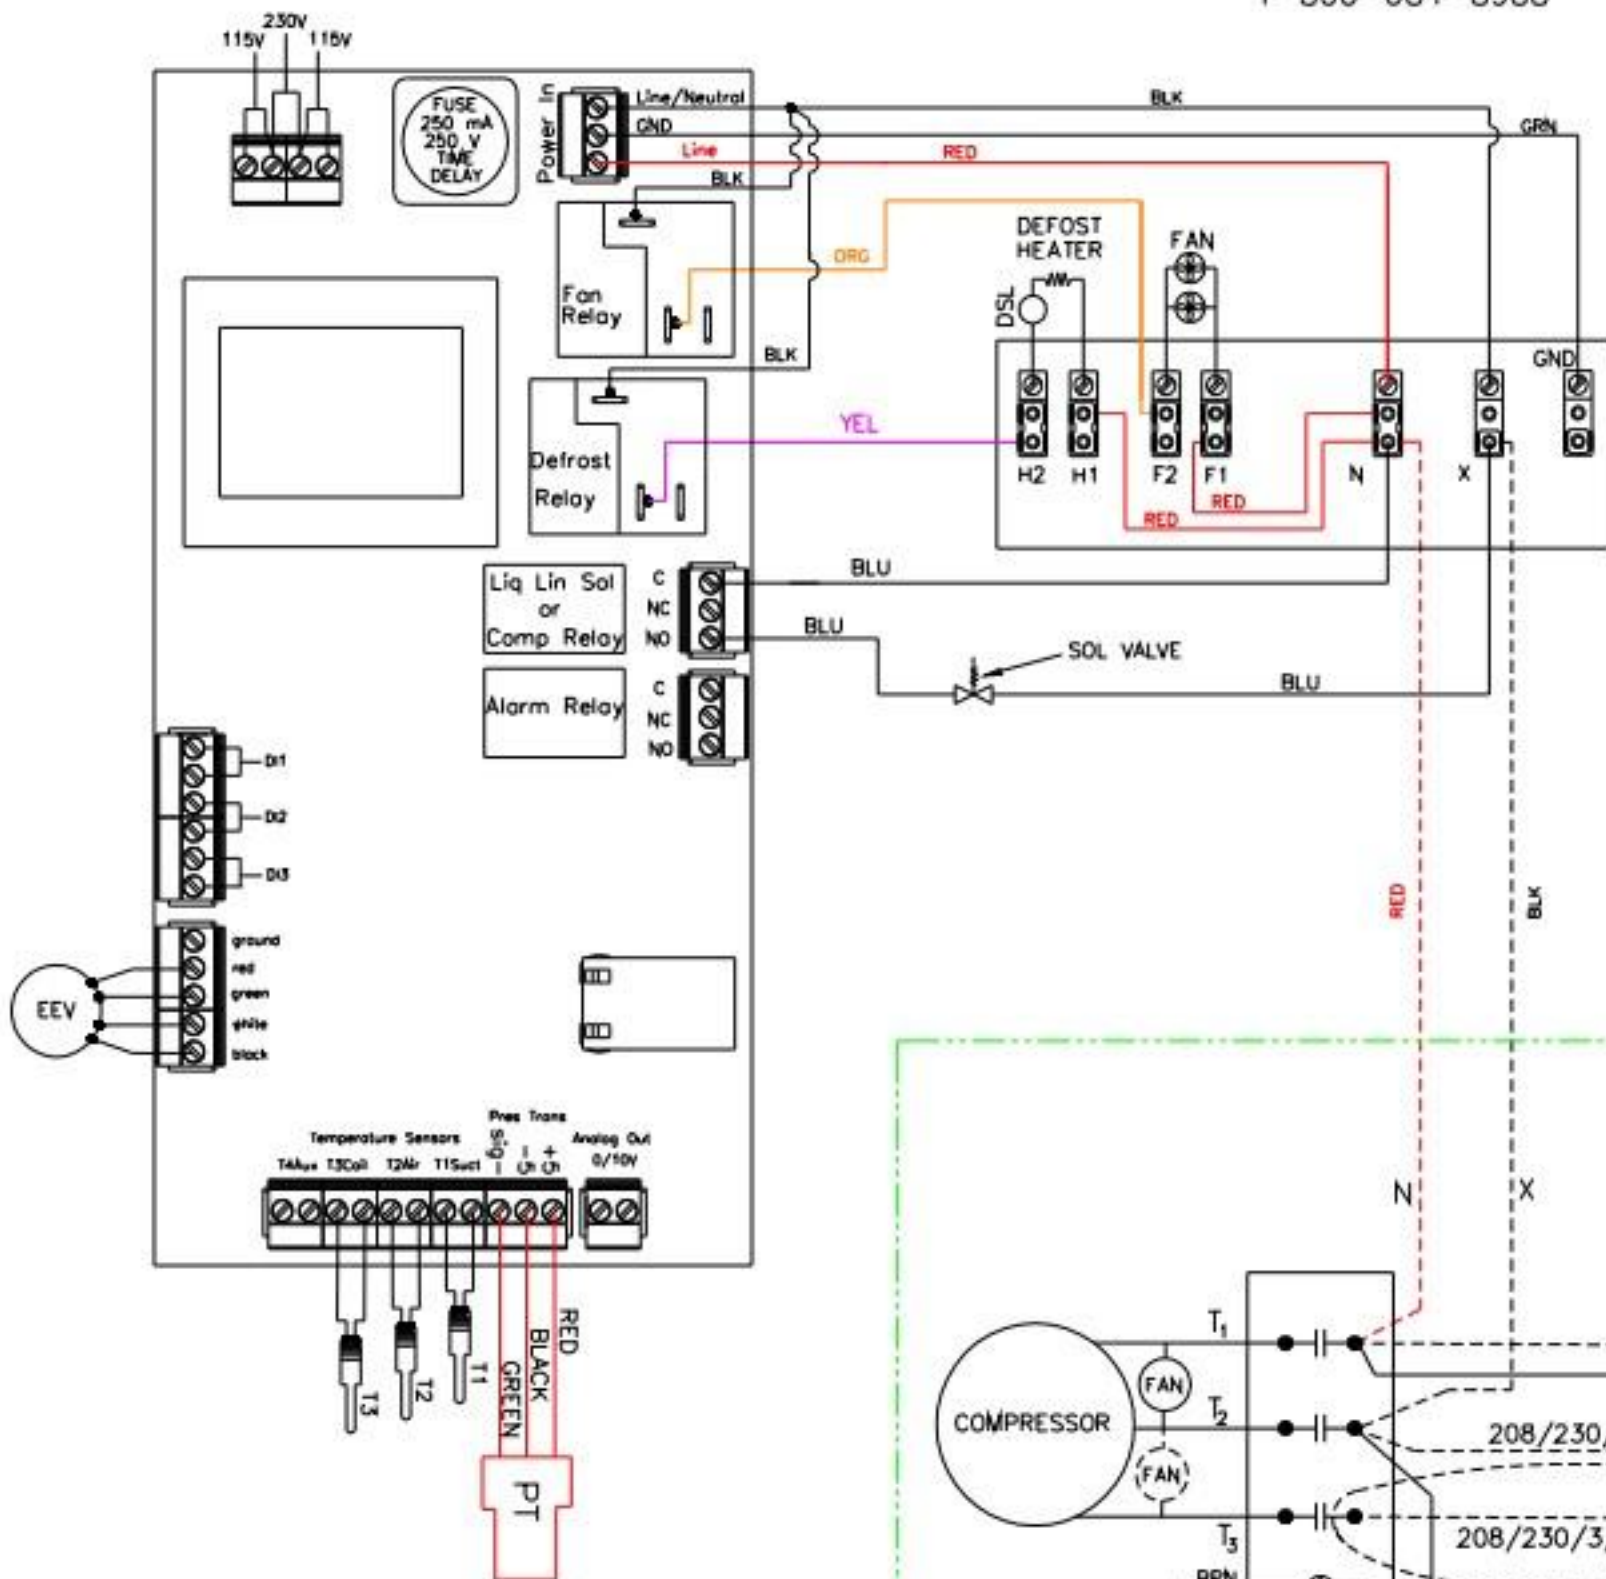 230V
115V
115V
FUSE
250 mA
250 V
TIME
DELAY
Power In
Line/Neutral
GND
Line
BLK
GRN
RED
BLK
ORG
Fan
Relay
BLK
DEFOST
HEATER
FAN
DSL
GND
YEL
H2
H1
F2
F1
N
X
RED
RED
Defrost
Relay
BLU
Liq Lin Sol
or
Comp Relay
C
NC
NO
BLU
SOL VALVE
BLU
Alarm Relay
C
NC
NO
DI1
DI2
DI3
RED
BLK
EEV
ground
red
green
white
black
Pres Trans
Temperature Sensors
T4Aux
T3Coil
T2Air
T1Suct
sig-
-5
+5
Analog Out
0/10V
N
X
T3
T2
T1
GREEN
BLACK
RED
PT
COMPRESSOR
FAN
FAN
T1
T2
T3
208/230/
208/230/3/